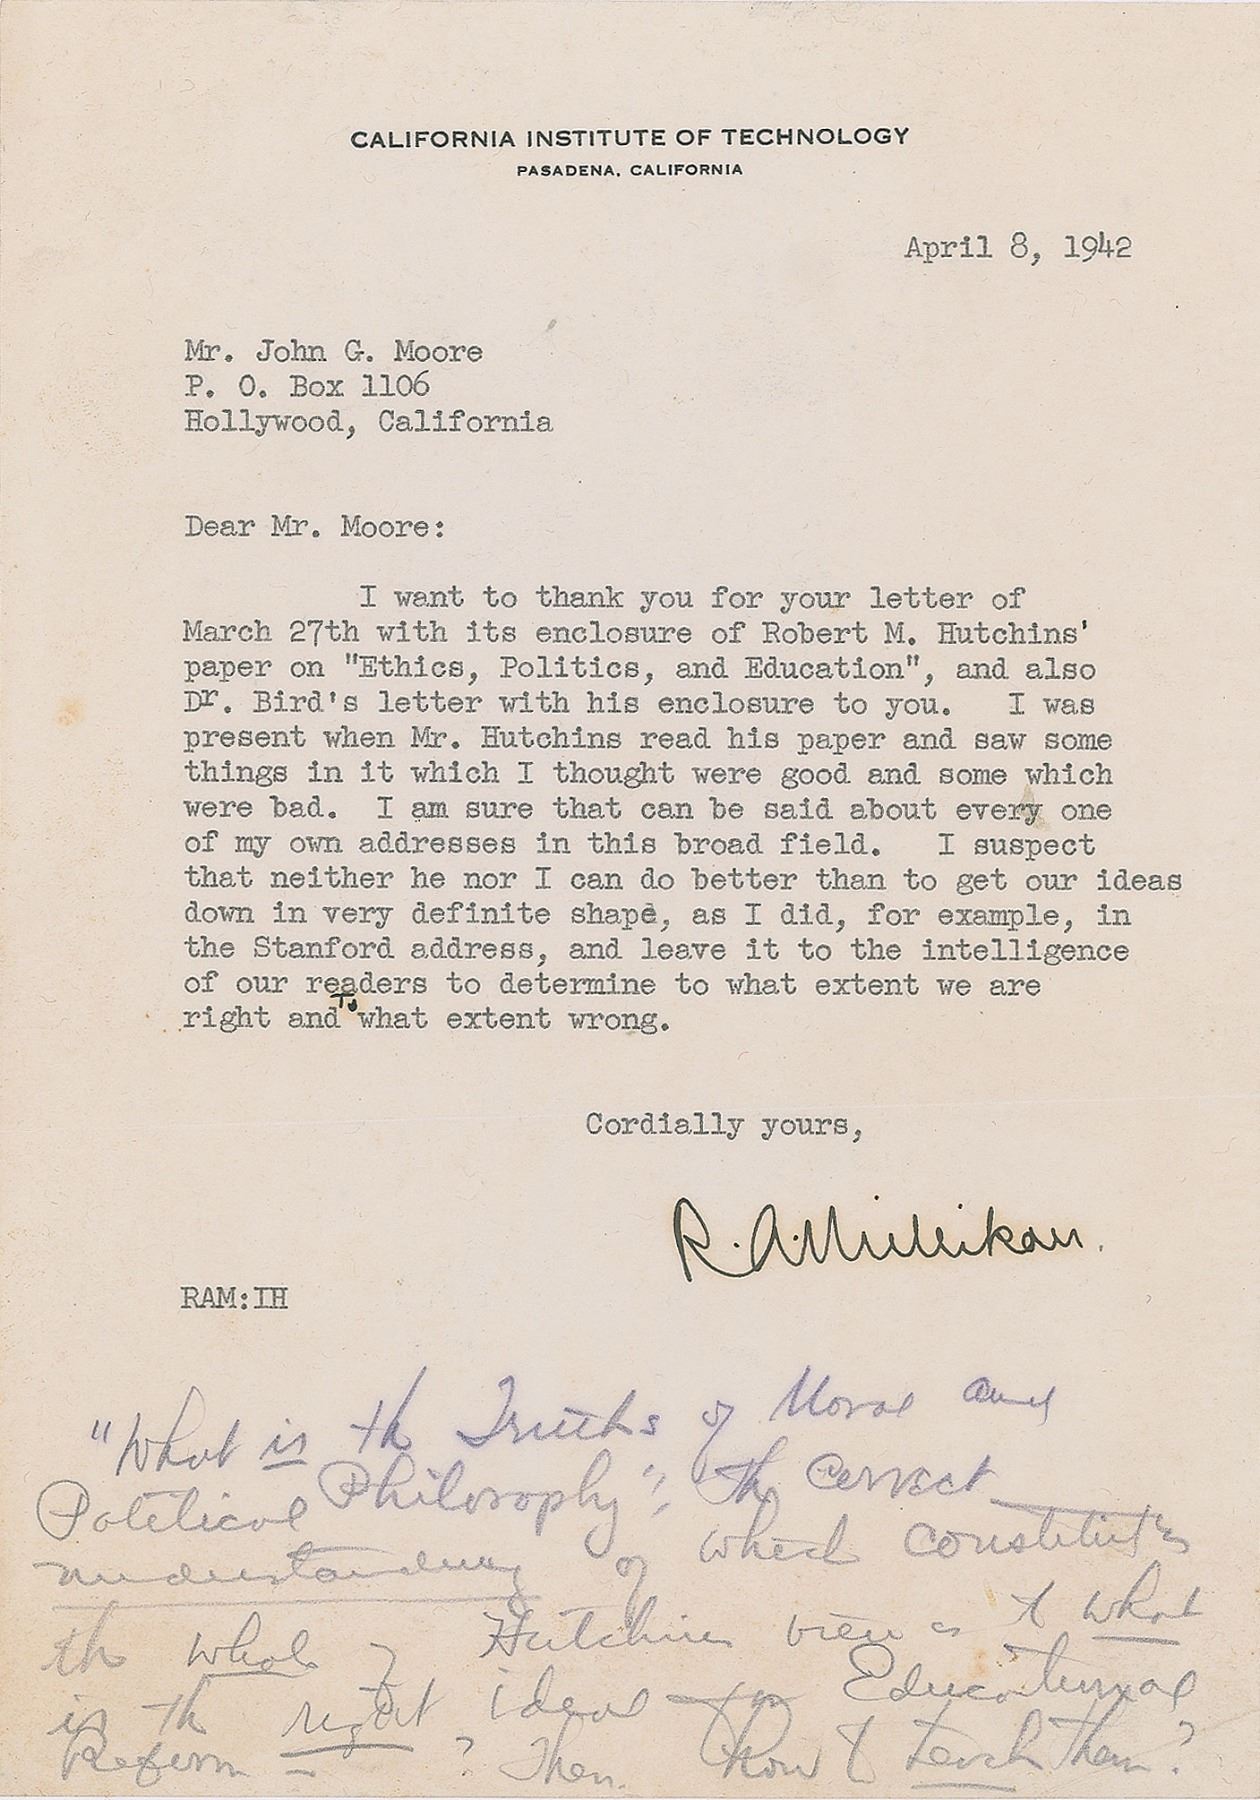 CALIFORNIA INSTITUTE OF TECHNOLOGY
PASADENA, CALIFORNIA
April 8, 1942
Mr. John G. Moore
P. O. Box 1106
Hollywood, California
Dear Mr. Moore:
I want to thank you for your letter of
March 27th with its enclosure of Robert M. Hutchins'
paper on "Ethics, Politics, and Education", and also
Dr. Bird's letter with his enclosure to you. I was
present when Mr. Hutchins read his paper and saw some
things in it which I thought were good and some which
were bad. I am sure that can be said about every one
of my own addresses in this broad field. I suspect
that neither he nor I can do better than to get our ideas
down in very definite shape, as I did, for example, in
the Stanford address, and leave it to the intelligence
of our readers to determine to what extent we are
right and To what extent wrong.
Cordially yours,
R. A. Millikan.
RAM:IH
"What is th Truths of Moral and
Political Philosophy", Th correct
understanding of which constitutes
th whole of Hutchins view as to what
is th right ideal for Educational
Reform? Then. How to teach Them?